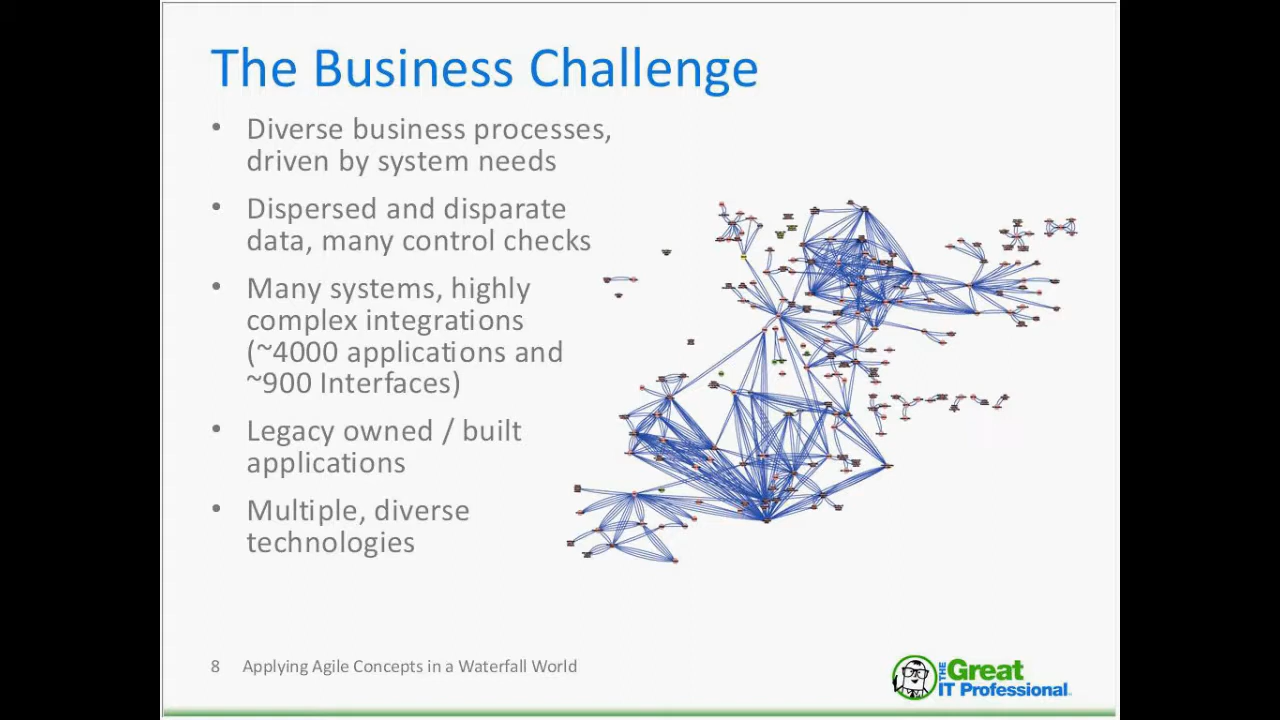 The Business Challenge
• Diverse business processes,
driven by system needs
• Dispersed and disparate
data, many control checks
• Many systems, highly
complex integrations
(~4000 applications and
~900 Interfaces)
• Legacy owned / built
applications
• Multiple, diverse
technologies
8 Applying Agile Concepts in a Waterfall World
THE Great
IT Professional